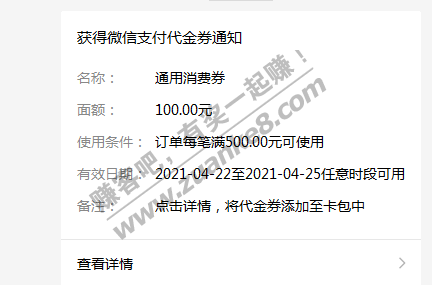 获得微信支付代金券通知
名称： 通用消费券
面额： 100.00元
使用条件： 订单每笔满500.00元可使用
有效日期： 2021-04-22至2021-04-25任意时段可用
备注： 点击详情，将代金券添加至卡包中
查看详情
赚客吧，有奖一起赚！
www.zuanke8.com